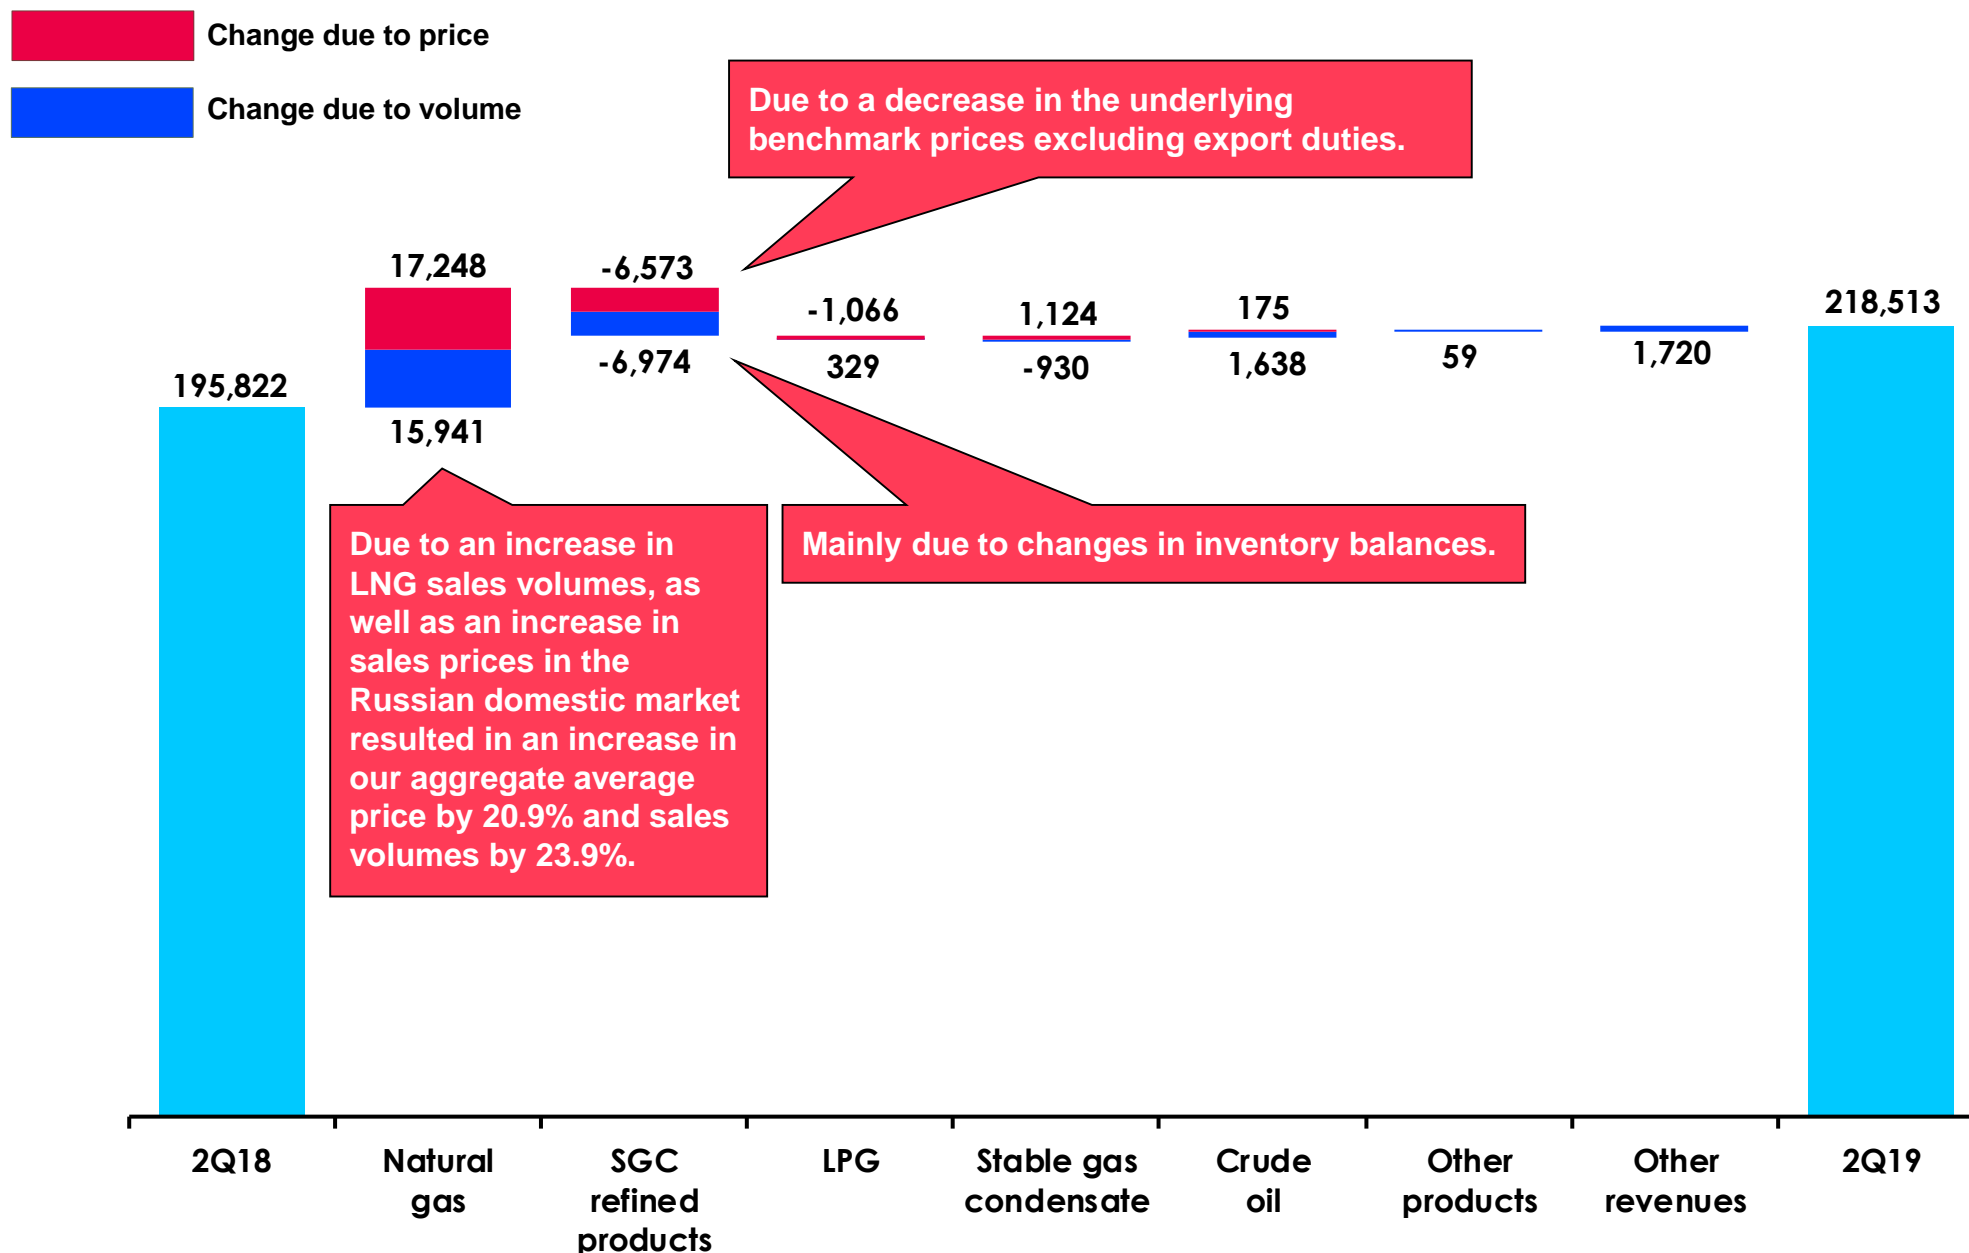 Change due to price
Change due to volume
Due to a decrease in the underlying
benchmark prices excluding export duties.
17,248
-6,573
-1,066
1,124
175
218,513
195,822
15,941
-6,974
329
-930
1,638
59
1,720
Due to an increase in
LNG sales volumes, as
well as an increase in
sales prices in the
Russian domestic market
resulted in an increase in
our aggregate average
price by 20.9% and sales
volumes by 23.9%.
Mainly due to changes in inventory balances.
2Q18
Natural
gas
SGC
refined
products
LPG
Stable gas
condensate
Crude
oil
Other
products
Other
revenues
2Q19